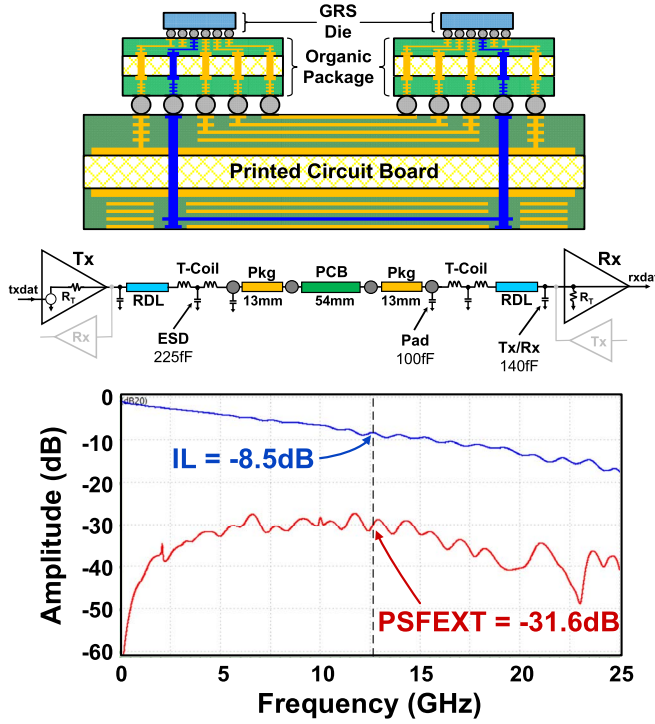 GRS
Die
Organic
Package
Printed Circuit Board
Tx
txdat
RT
Rx
RDL
T-Coil
ESD
225fF
Pkg
13mm
PCB
54mm
Pkg
13mm
Pad
100fF
T-Coil
RDL
Tx/Rx
140fF
Rx
rxdat
RT
Tx
dB20)
Amplitude (dB)
0
-10
-20
-30
-40
-50
-60
IL = -8.5dB
PSFEXT = -31.6dB
0
5
10
15
20
25
Frequency (GHz)